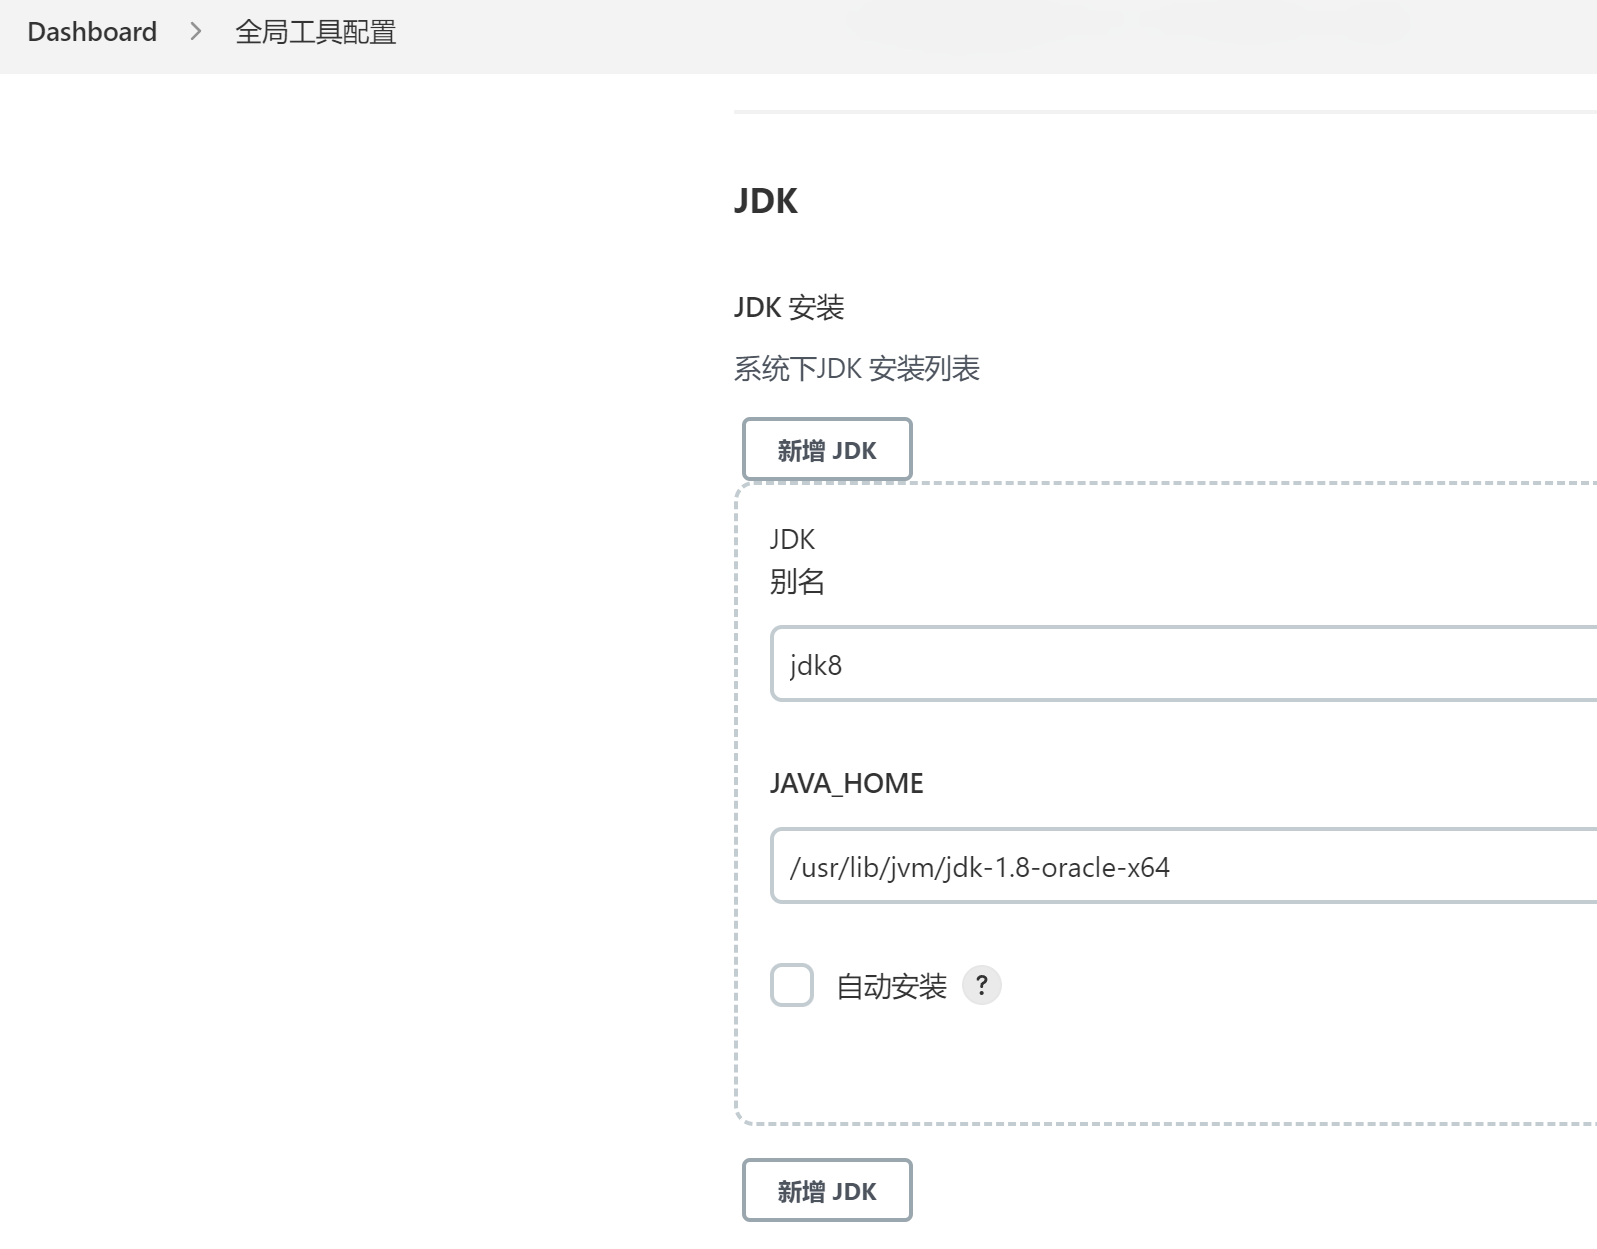 Dashboard > 全局工具配置
JDK
JDK 安装
系统下JDK 安装列表
新增 JDK
JDK
别名
jdk8
JAVA_HOME
/usr/lib/jvm/jdk-1.8-oracle-x64
自动安装 ?
新增 JDK